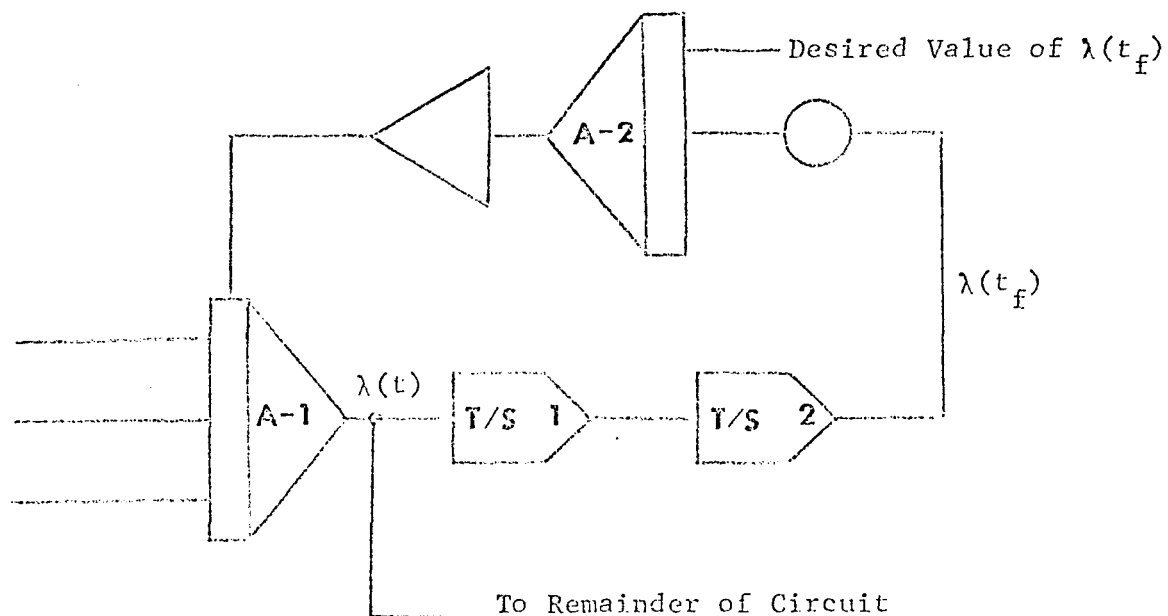 Desired Value of λ(t_f)
A-2
λ(t_f)
λ(t)
A-1
T/S 1
T/S 2
To Remainder of Circuit